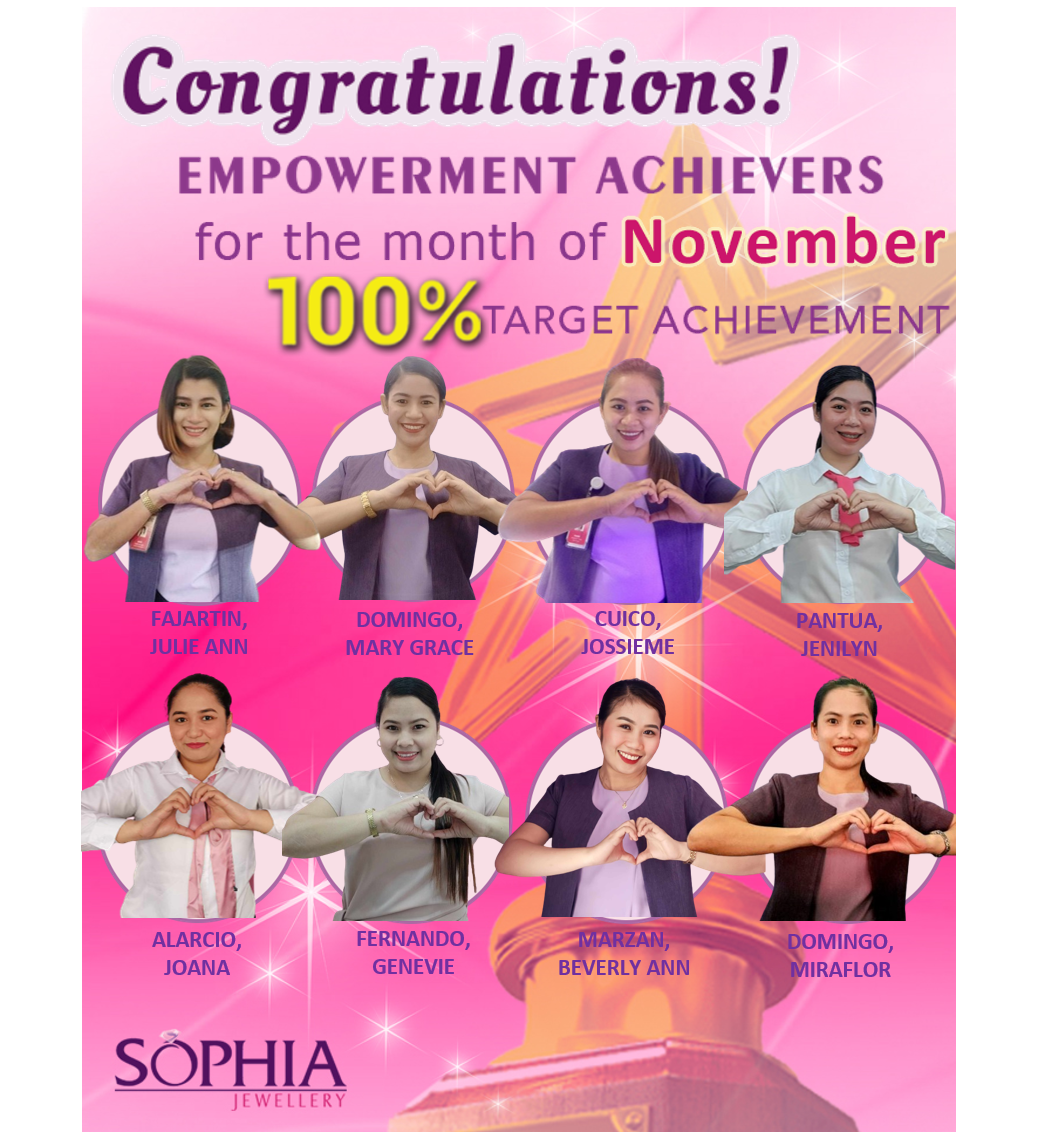 Congratulations!
EMPOWERMENT ACHIEVERS
for the month of November
100% TARGET ACHIEVEMENT
FAJARTIN,
JULIE ANN
DOMINGO,
MARY GRACE
CUICO,
JOSSIEME
PANTUA,
JENILYN
ALARCIO,
JOANA
FERNANDO,
GENEVIE
MARZAN,
BEVERLY ANN
DOMINGO,
MIRAFLOR
SOPHIA
JEWELLERY